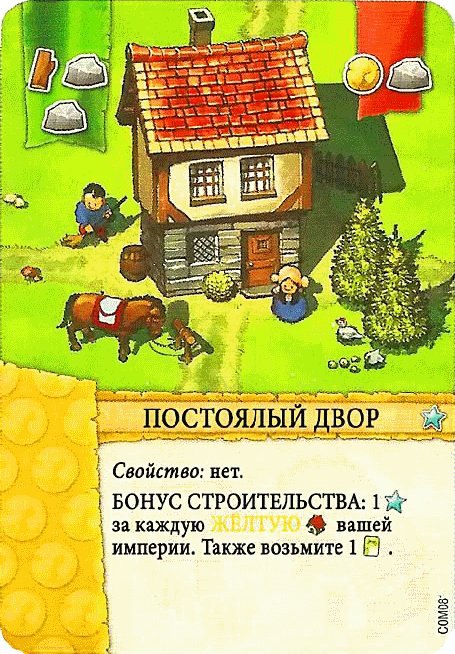 ПОСТОЯЛЫЙ ДВОР
Свойство: нет.
БОНУС СТРОИТЕЛЬСТВА: 1
за каждую ЖЁЛТУЮ вашей
империи. Также возьмите 1 .
COM08